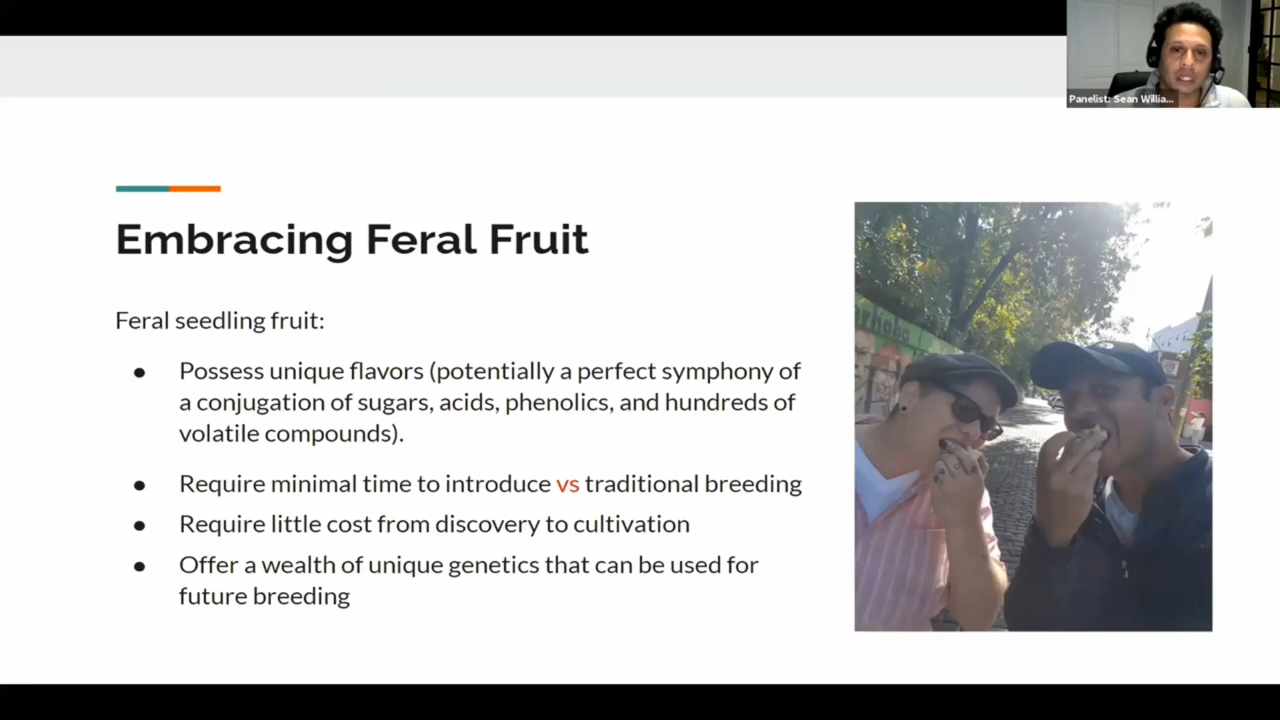 Panelist: Sean Willia...
Embracing Feral Fruit
Feral seedling fruit:
● Possess unique flavors (potentially a perfect symphony of
a conjugation of sugars, acids, phenolics, and hundreds of
volatile compounds).
● Require minimal time to introduce vs traditional breeding
● Require little cost from discovery to cultivation
● Offer a wealth of unique genetics that can be used for
future breeding